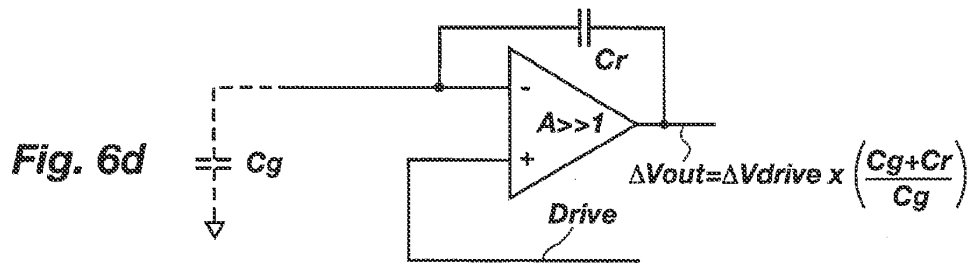 Cr
-
A>>1
+
Fig. 6d
Cg
ΔVout=ΔVdrive x (Cg+Cr / Cg)
Drive